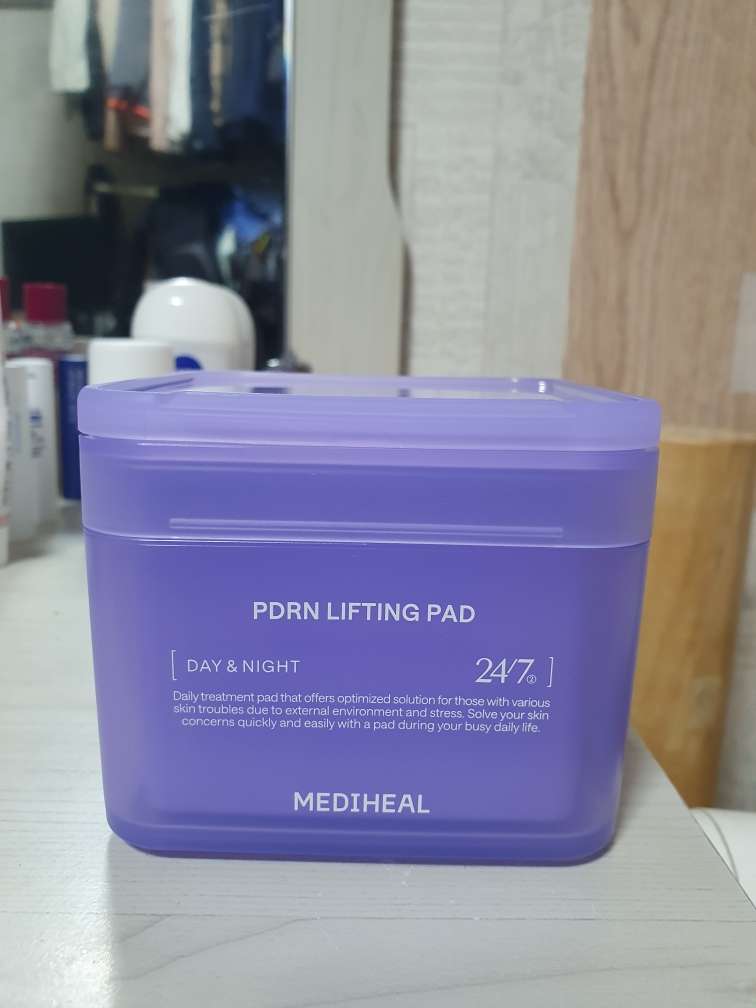 PDRN LIFTING PAD
[ DAY & NIGHT 24/7② ]
Daily treatment pad that offers optimized solution for those with various
skin troubles due to external environment and stress. Solve your skin
concerns quickly and easily with a pad during your busy daily life.
MEDIHEAL